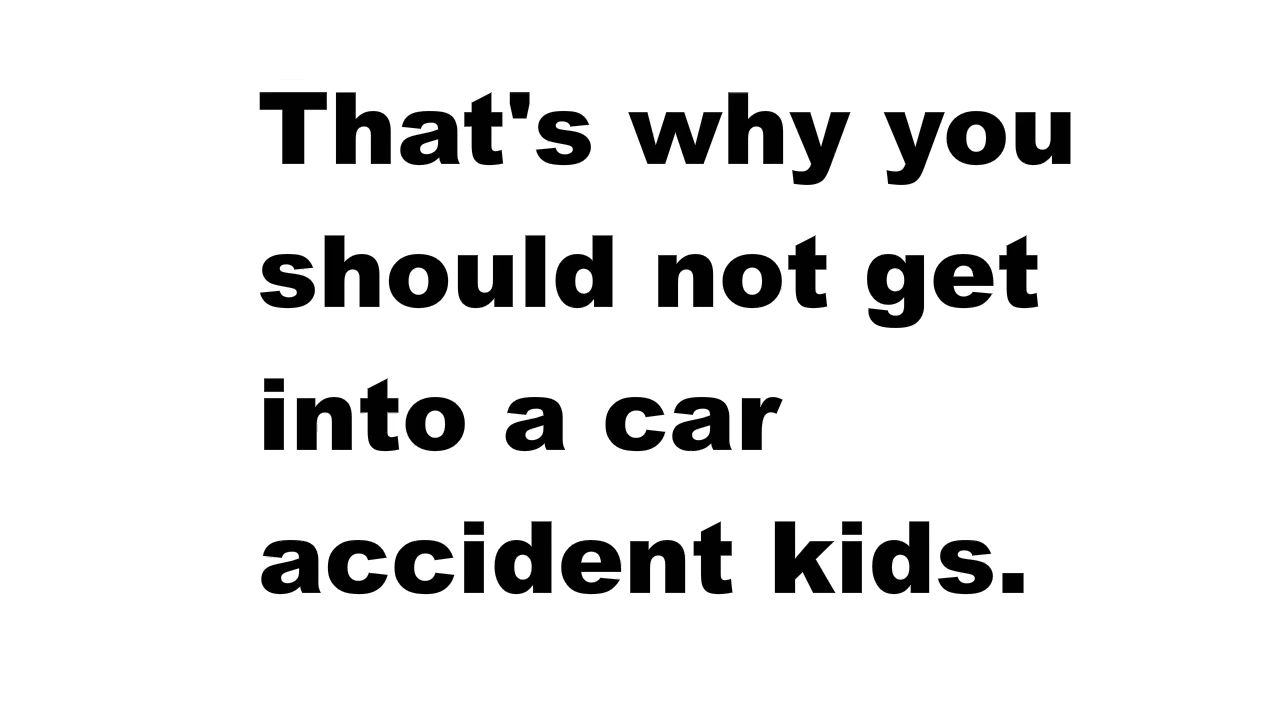 That's why you
should not get
into a car
accident kids.